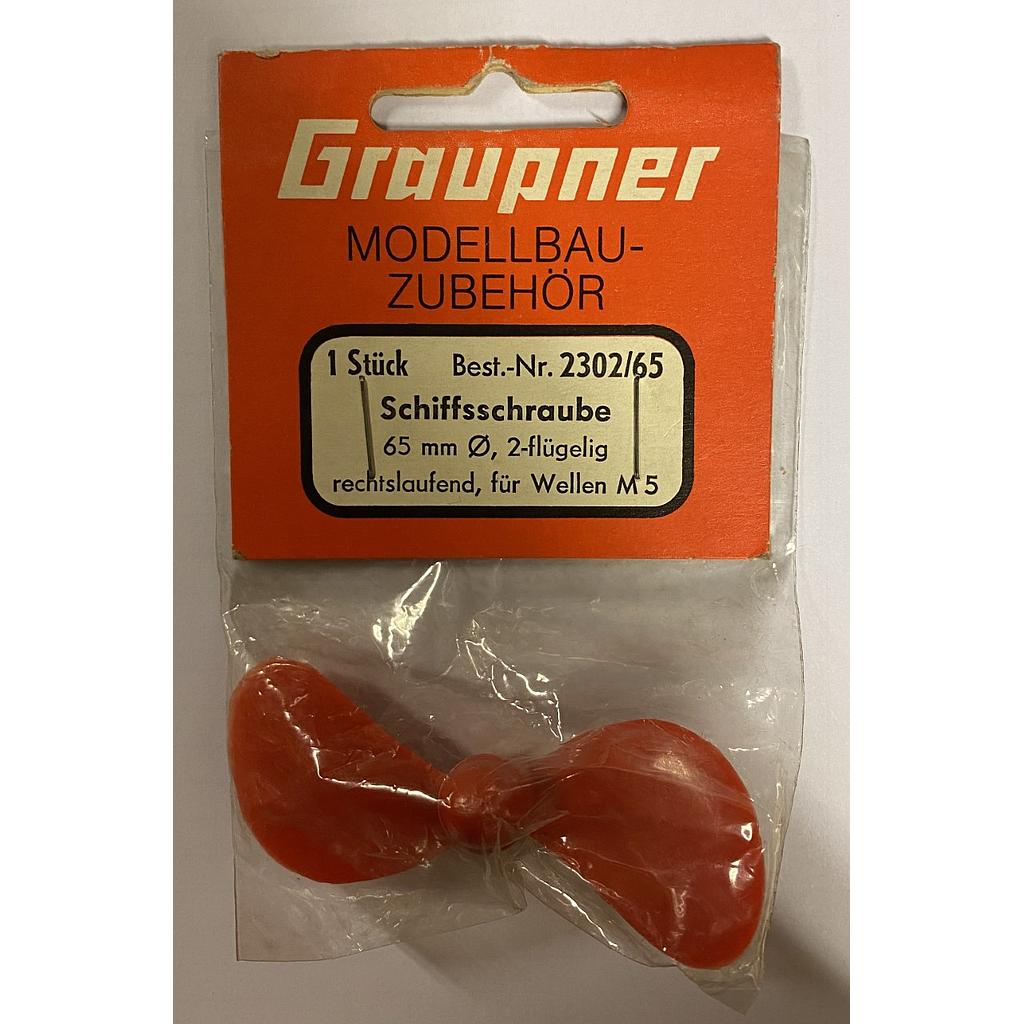 Graupner
MODELLBAU-
ZUBEHÖR
1 Stück Best.-Nr. 2302/65
Schiffsschraube
65 mm Ø, 2-flügelig
rechtslaufend, für Wellen M 5